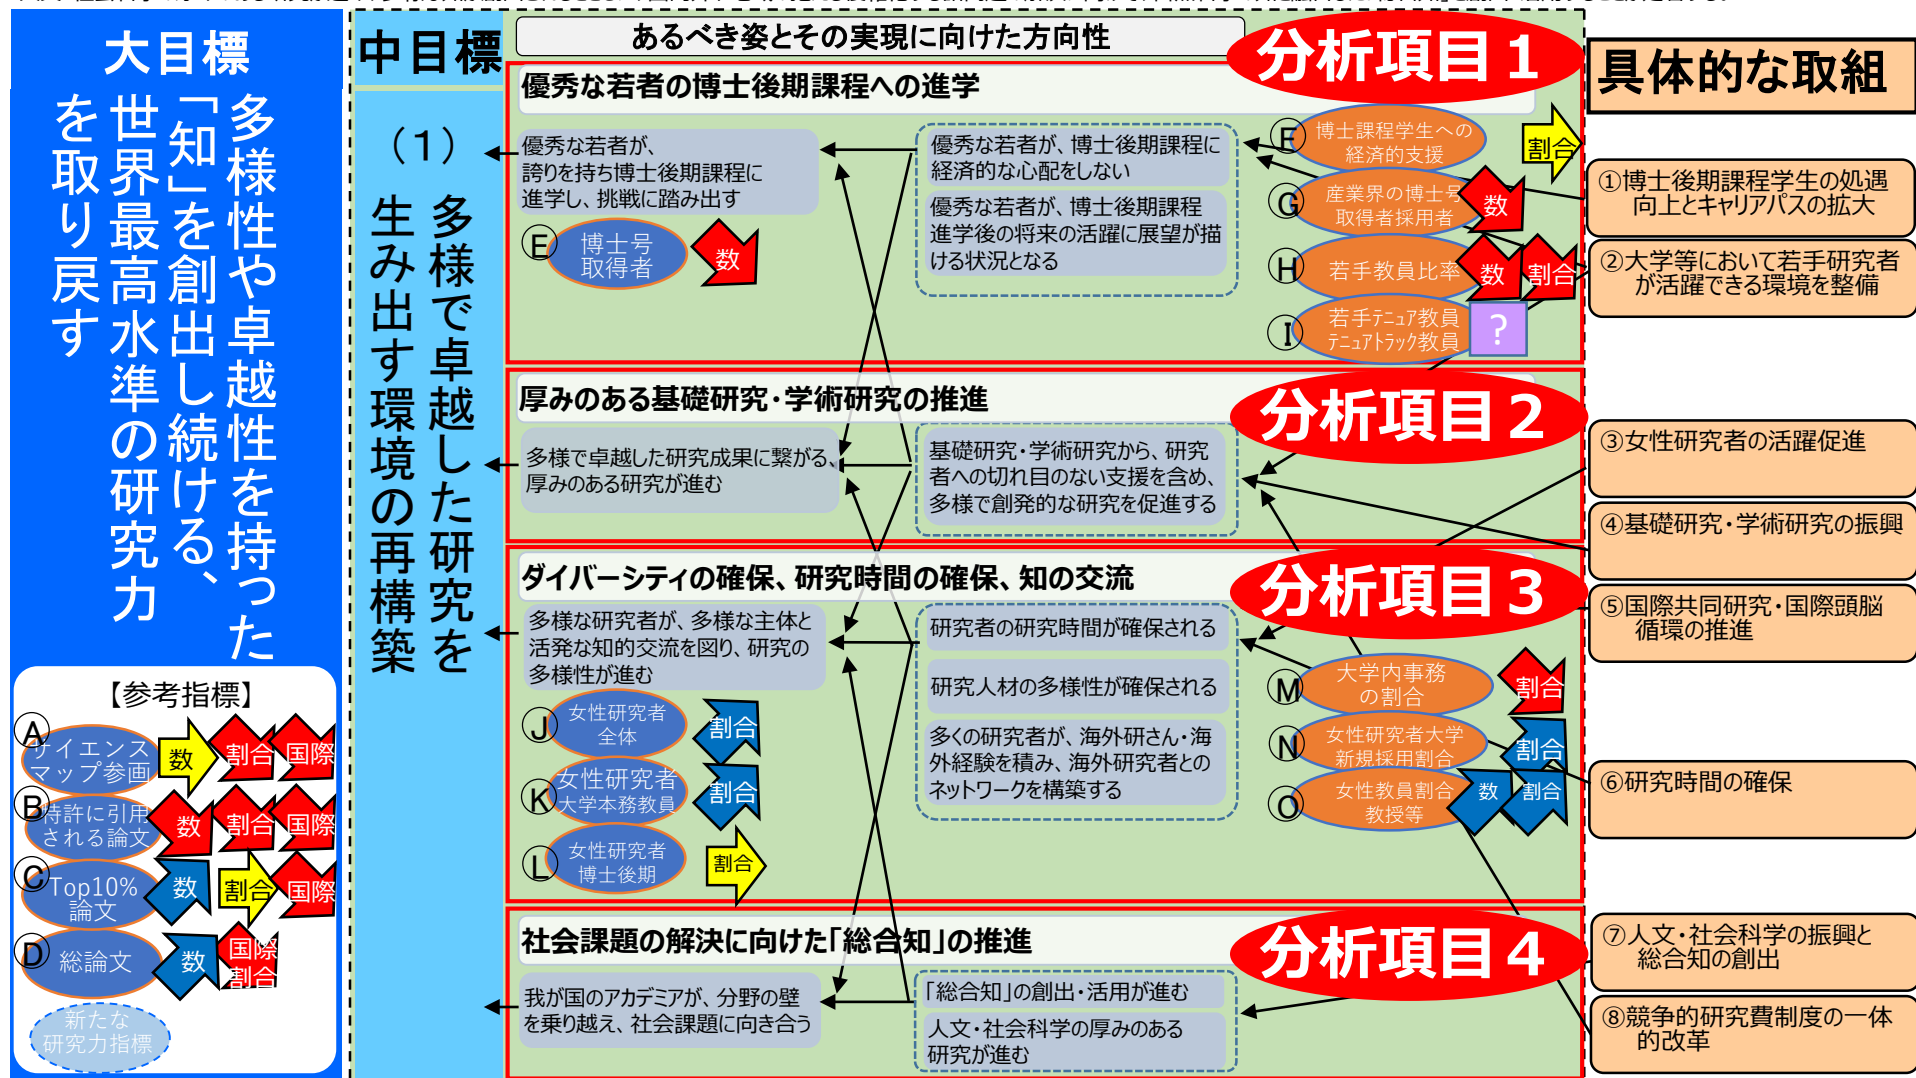 大目標
多様性や卓越性を持った
「知」を創出し続ける、
世界最高水準の研究力
を取り戻す
【参考指標】
A
サイエンス
マップ参画
数
割合
国際
B
特許に引用
される論文
数
割合
国際
C
Top10%
論文
数
割合
国際
D
総論文
数
国際
割合
新たな
研究力指標
中目標
(1)
多様で卓越した研究を
生み出す環境の再構築
あるべき姿とその実現に向けた方向性
分析項目1
優秀な若者の博士後期課程への進学
優秀な若者が、
誇りを持ち博士後期課程に
進学し、挑戦に踏み出す
E
博士号
取得者
数
優秀な若者が、博士後期課程に
経済的な心配をしない
優秀な若者が、博士後期課程
進学後の将来の活躍に展望が描
ける状況となる
F
博士課程学生への
経済的支援
割合
G
産業界の博士号
取得者採用者
数
H
若手教員比率
数
割合
I
若手テニュア教員
テニュアトラック教員
?
分析項目2
厚みのある基礎研究・学術研究の推進
多様で卓越した研究成果に繋がる、
厚みのある研究が進む
基礎研究・学術研究から、研究
者への切れ目のない支援を含め、
多様で創発的な研究を促進する
分析項目3
ダイバーシティの確保、研究時間の確保、知の交流
多様な研究者が、多様な主体と
活発な知的交流を図り、研究の
多様性が進む
J
女性研究者
全体
割合
K
女性研究者
大学本務教員
割合
L
女性研究者
博士後期
割合
研究者の研究時間が確保される
研究人材の多様性が確保される
多くの研究者が、海外研さん・海
外経験を積み、海外研究者との
ネットワークを構築する
M
大学内事務
の割合
割合
N
女性研究者大学
新規採用割合
割合
O
女性教員割合
教授等
数
割合
分析項目4
社会課題の解決に向けた「総合知」の推進
我が国のアカデミアが、分野の壁
を乗り越え、社会課題に向き合う
「総合知」の創出・活用が進む
人文・社会科学の厚みのある
研究が進む
具体的な取組
①博士後期課程学生の処遇
向上とキャリアパスの拡大
②大学等において若手研究者
が活躍できる環境を整備
③女性研究者の活躍促進
④基礎研究・学術研究の振興
⑤国際共同研究・国際頭脳
循環の推進
⑥研究時間の確保
⑦人文・社会科学の振興と
総合知の創出
⑧競争的研究費制度の一体
的改革